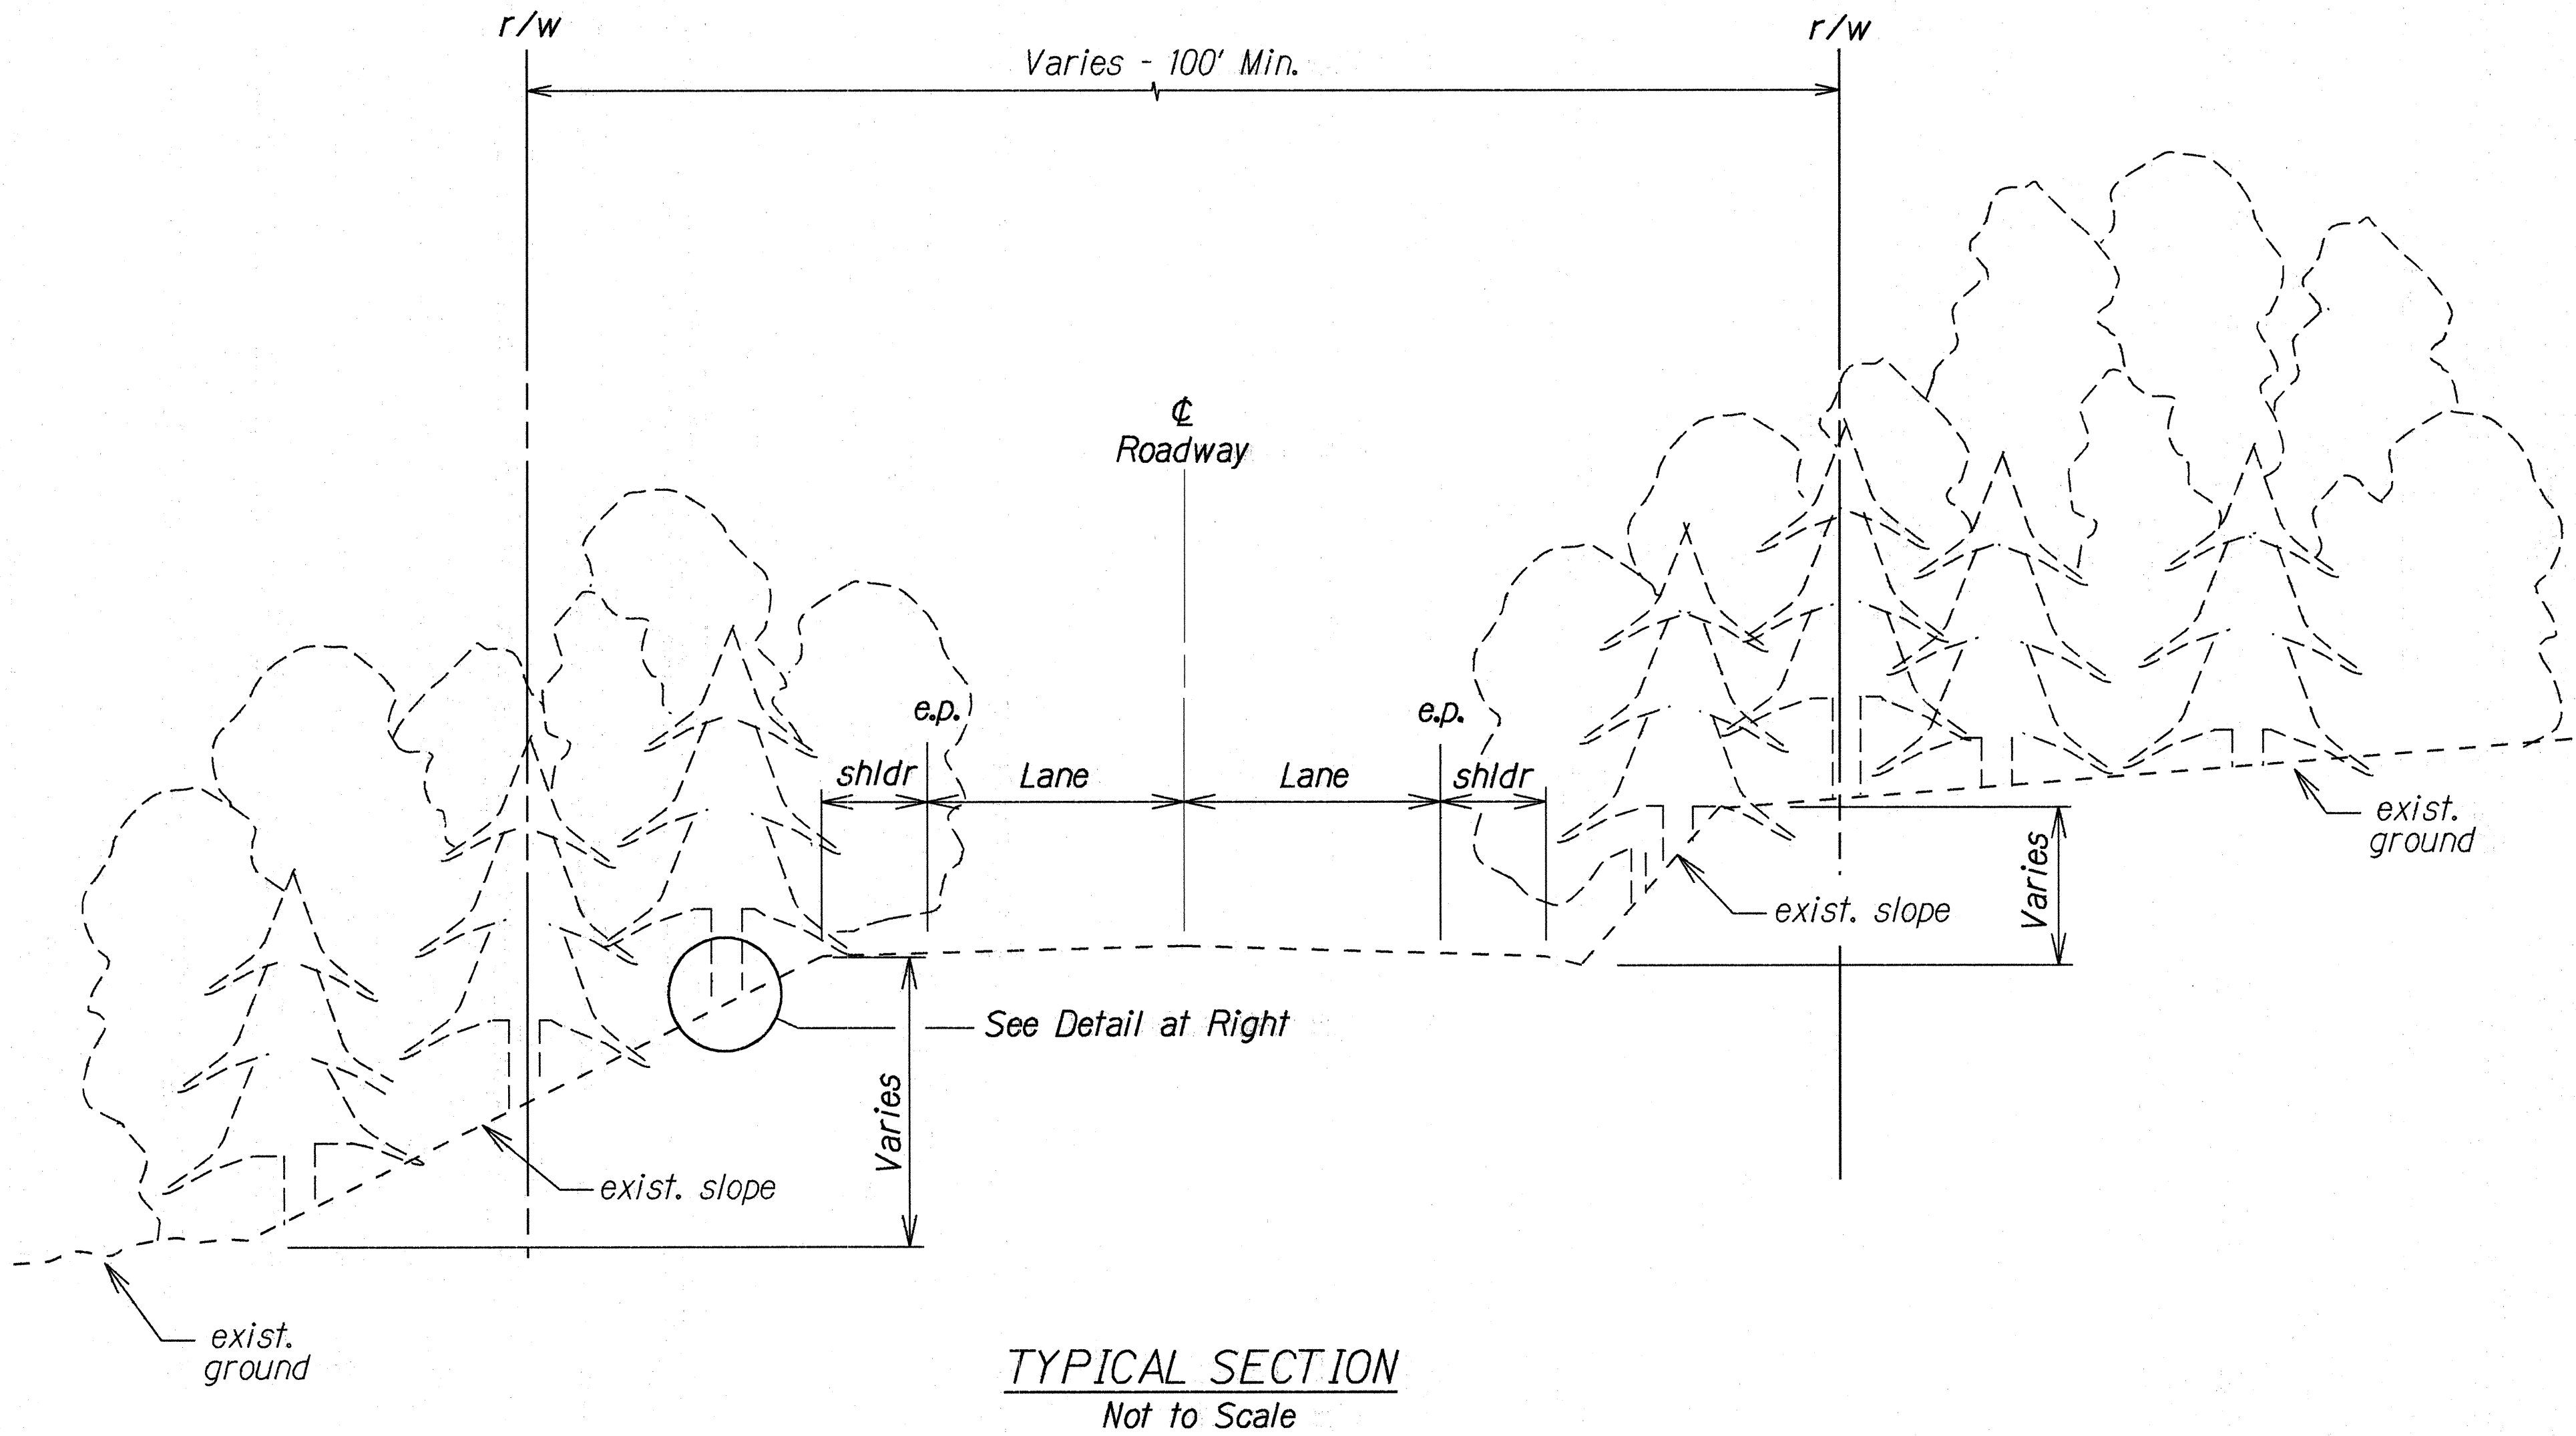 r/w
r/w
Varies - 100' Min.
℄
Roadway
e.p.
e.p.
shldr
Lane
Lane
shldr
exist.
ground
Varies
exist. slope
See Detail at Right
Varies
exist. slope
exist.
ground
TYPICAL SECTION
Not to Scale